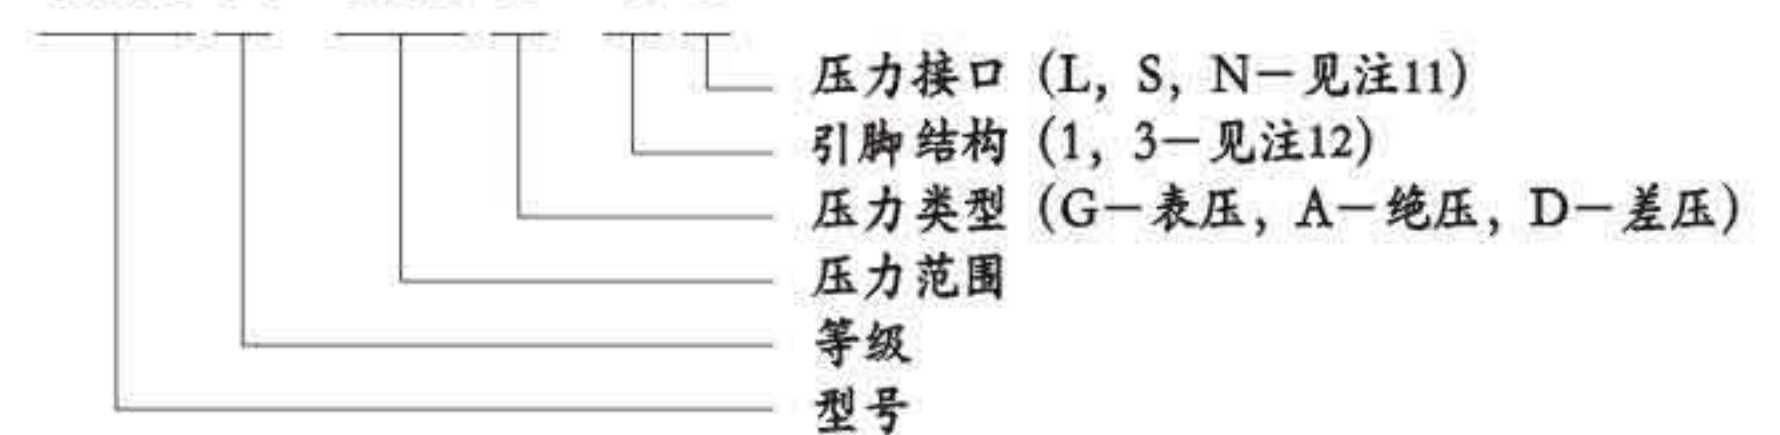 压力接口（L, S, N－见注11）
引脚结构（1, 3－见注12）
压力类型（G－表压, A－绝压, D－差压）
压力范围
等级
型号